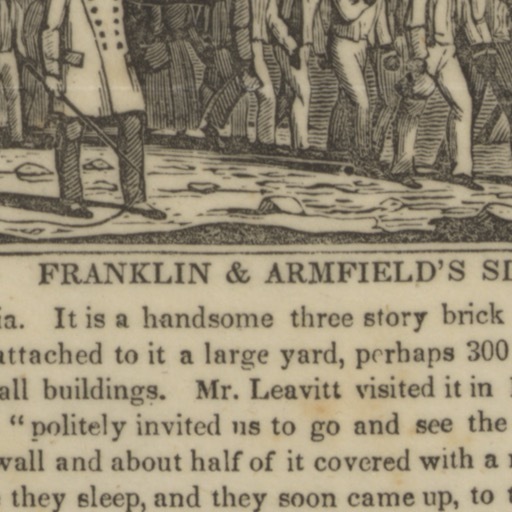 FRANKLIN & ARMFIELD'S
ia. It is a handsome three story brick
attached to it a large yard, perhaps 300
all buildings. Mr. Leavitt visited it in
"politely invited us to go and see the
wall and about half of it covered with a
they sleep, and they soon came up, to